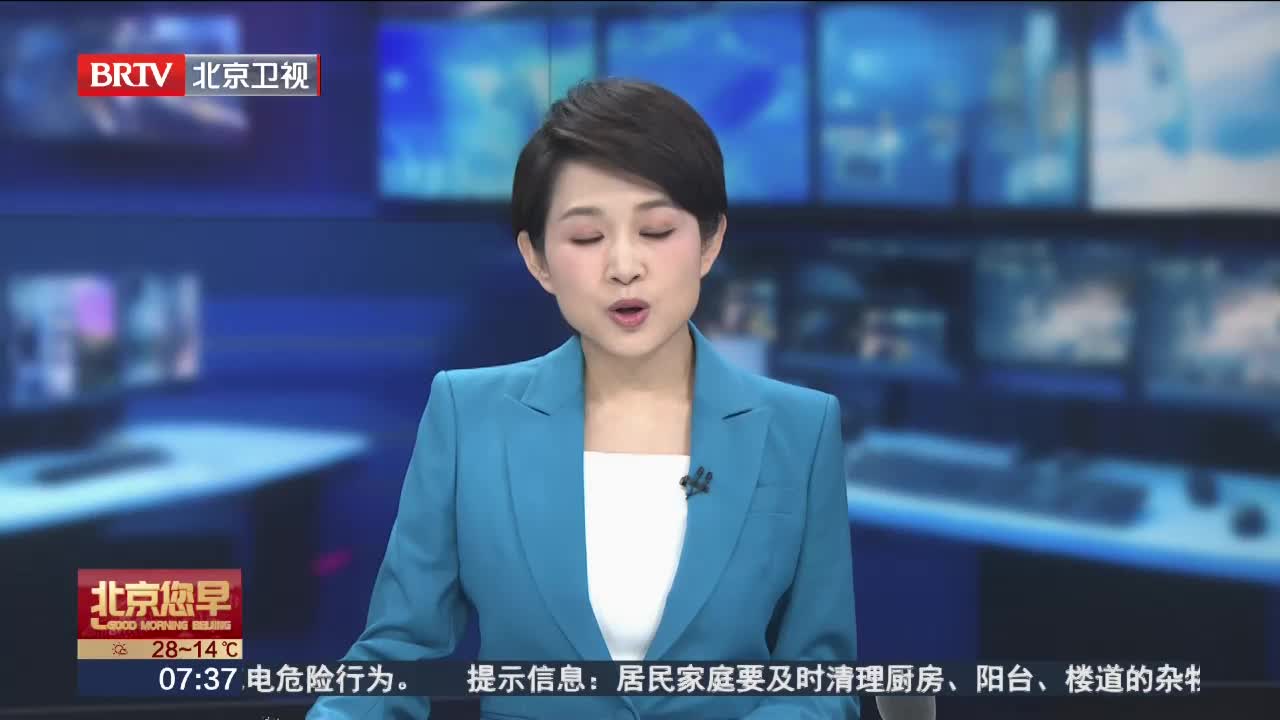 BRTV 北京卫视
北京您早
GOOD MORNING BEIJING
28~14℃
07:37
电危险行为。 提示信息：居民家庭要及时清理厨房、阳台、楼道的杂物